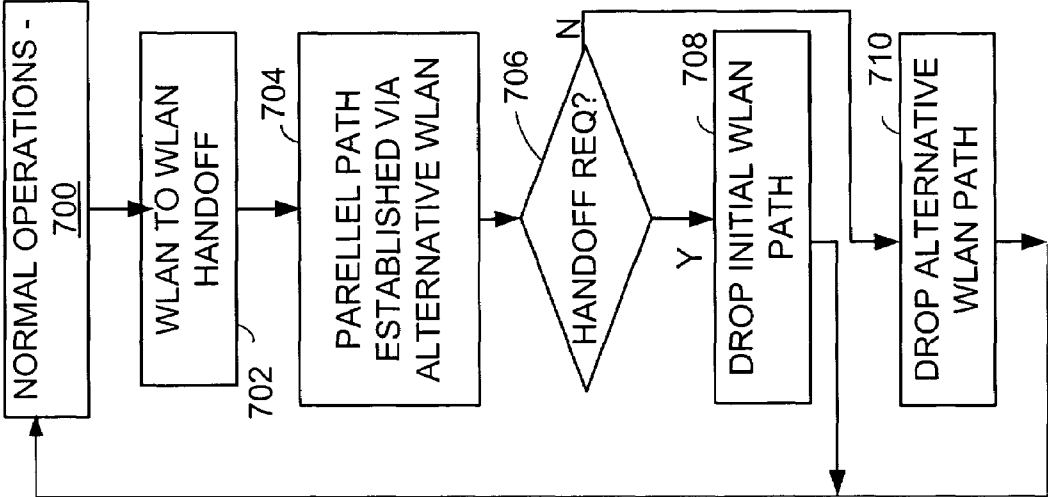 NORMAL OPERATIONS -
700
WLAN TO WLAN
HANDOFF
702
704
PARELLEL PATH
ESTABLISHED VIA
ALTERNATIVE WLAN
706
HANDOFF REQ?
N
Y
708
DROP INITIAL WLAN
PATH
710
DROP ALTERNATIVE
WLAN PATH